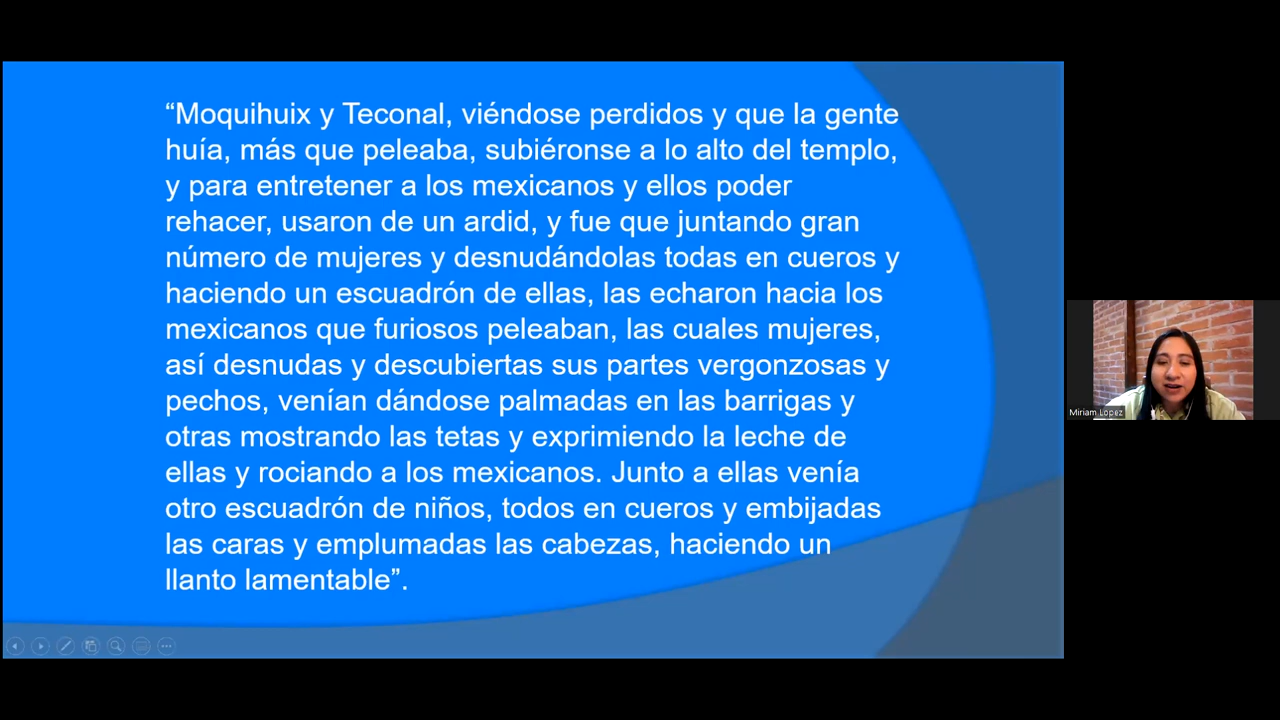 “Moquihuix y Teconal, viéndose perdidos y que la gente
huía, más que peleaba, subiéronse a lo alto del templo,
y para entretener a los mexicanos y ellos poder
rehacer, usaron de un ardid, y fue que juntando gran
número de mujeres y desnudándolas todas en cueros y
haciendo un escuadrón de ellas, las echaron hacia los
mexicanos que furiosos peleaban, las cuales mujeres,
así desnudas y descubiertas sus partes vergonzosas y
pechos, venían dándose palmadas en las barrigas y
otras mostrando las tetas y exprimiendo la leche de
ellas y rociando a los mexicanos. Junto a ellas venía
otro escuadrón de niños, todos en cueros y embijadas
las caras y emplumadas las cabezas, haciendo un
llanto lamentable”.
Miriam López